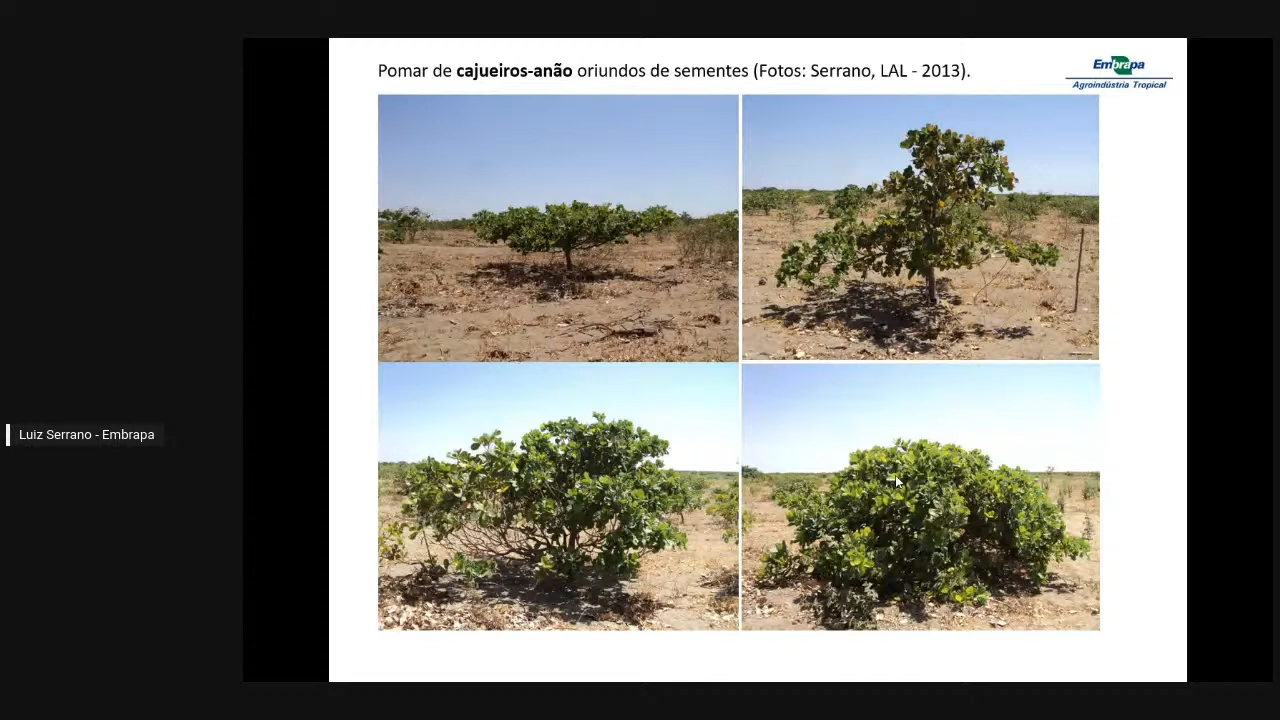 Pomar de cajueiros-anão oriundos de sementes (Fotos: Serrano, LAL - 2013).
Embrapa
Agroindústria Tropical
Luiz Serrano - Embrapa